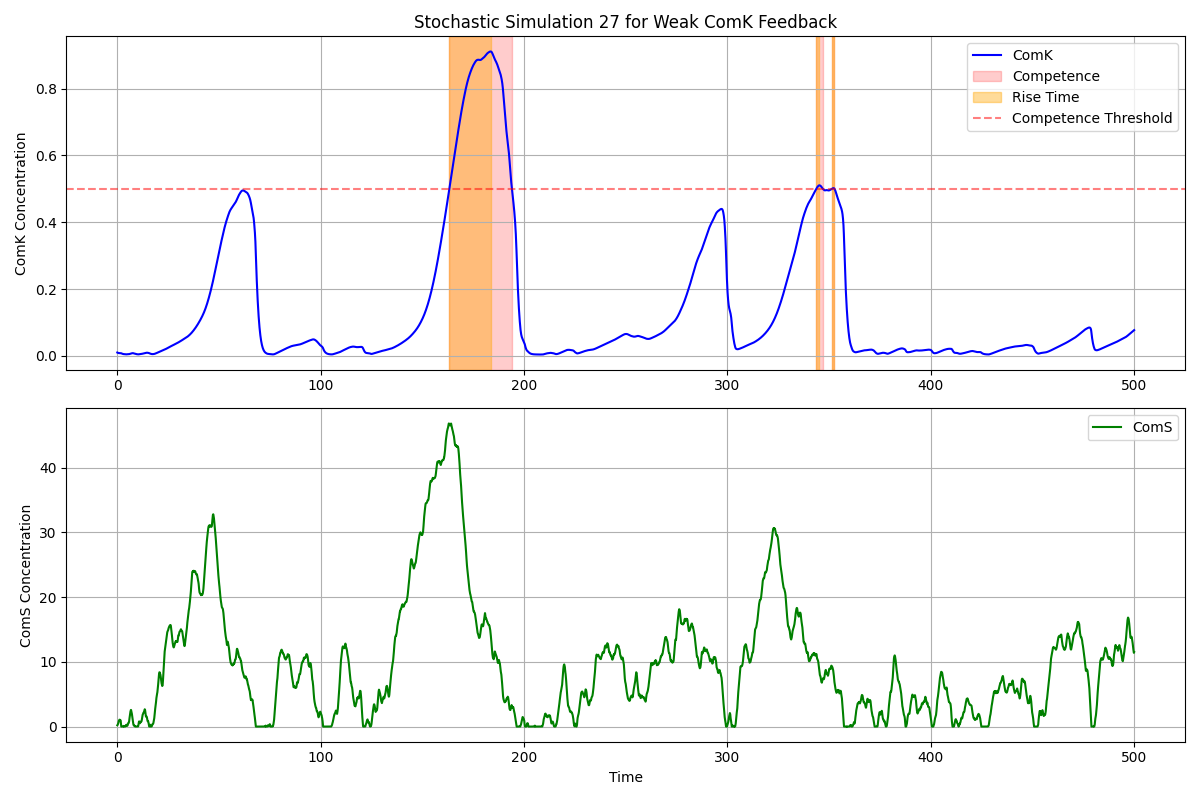 Stochastic Simulation 27 for Weak ComK Feedback
ComK Concentration
0.8
0.6
0.4
0.2
0.0
ComK
Competence
Rise Time
Competence Threshold
0 100 200 300 400 500
ComS Concentration
40
30
20
10
0
ComS
0 100 200 300 400 500
Time